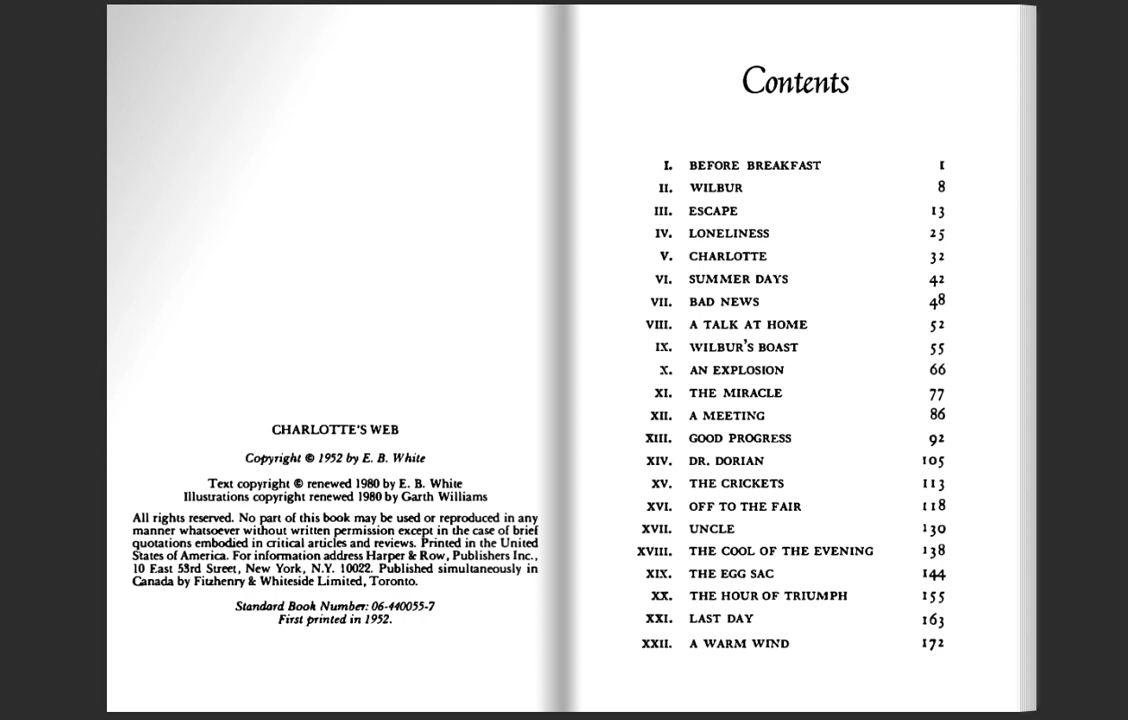 CHARLOTTE'S WEB
Copyright © 1952 by E. B. White
Text copyright © renewed 1980 by E. B. White
Illustrations copyright renewed 1980 by Garth Williams
All rights reserved. No part of this book may be used or reproduced in any
manner whatsoever without written permission except in the case of brief
quotations embodied in critical articles and reviews. Printed in the United
States of America. For information address Harper & Row, Publishers Inc.,
10 East 53rd Street, New York, N.Y. 10022. Published simultaneously in
Canada by Fitzhenry & Whiteside Limited, Toronto.
Standard Book Number: 06-440055-7
First printed in 1952.
Contents
I. BEFORE BREAKFAST 1
II. WILBUR 8
III. ESCAPE 13
IV. LONELINESS 25
V. CHARLOTTE 32
VI. SUMMER DAYS 42
VII. BAD NEWS 48
VIII. A TALK AT HOME 52
IX. WILBUR'S BOAST 55
X. AN EXPLOSION 66
XI. THE MIRACLE 77
XII. A MEETING 86
XIII. GOOD PROGRESS 92
XIV. DR. DORIAN 105
XV. THE CRICKETS 113
XVI. OFF TO THE FAIR 118
XVII. UNCLE 130
XVIII. THE COOL OF THE EVENING 138
XIX. THE EGG SAC 144
XX. THE HOUR OF TRIUMPH 155
XXI. LAST DAY 163
XXII. A WARM WIND 172